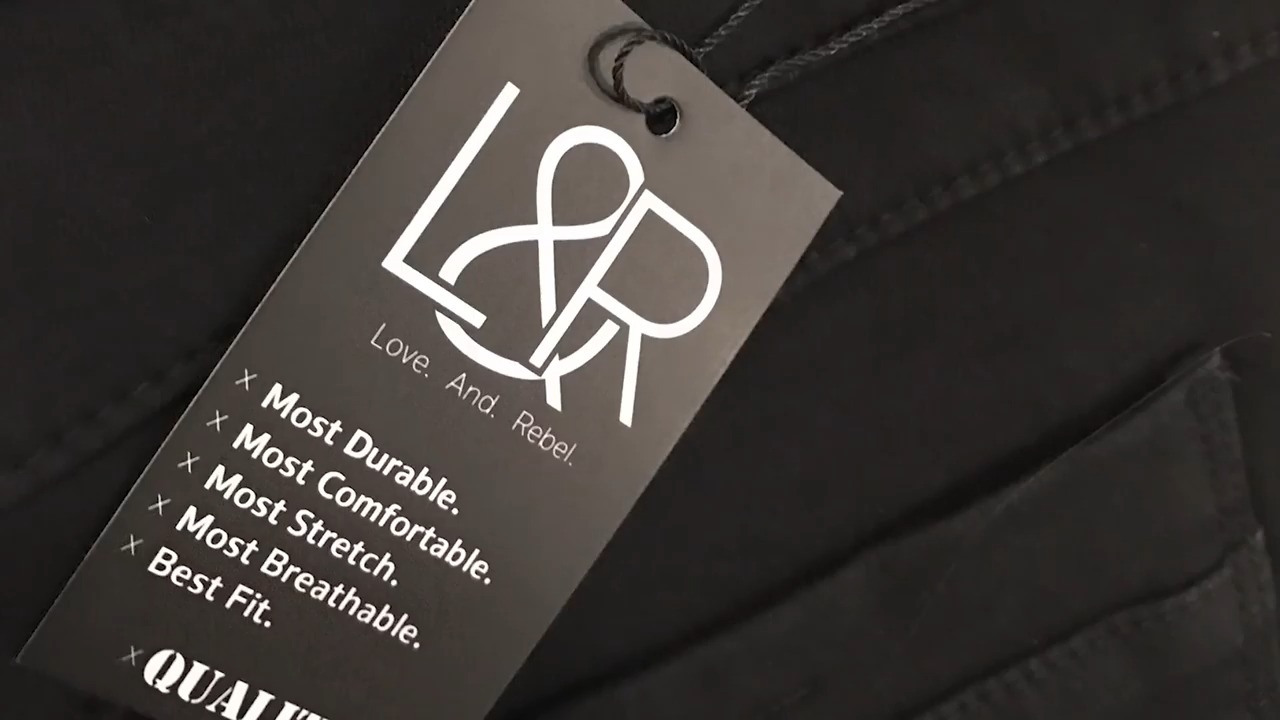 L&R
Love. And. Rebel.
x Most Durable.
x Most Comfortable.
x Most Stretch.
x Most Breathable.
x Best Fit.